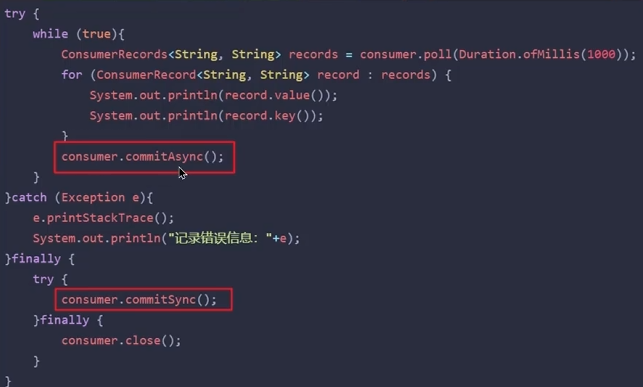 try {
    while (true){
        ConsumerRecords<String, String> records = consumer.poll(Duration.ofMillis(1000));
        for (ConsumerRecord<String, String> record : records) {
            System.out.println(record.value());
            System.out.println(record.key());
        }
        consumer.commitAsync();
    }
}catch (Exception e){
    e.printStackTrace();
    System.out.println("记录错误信息："+e);
}finally {
    try {
        consumer.commitSync();
    }finally {
        consumer.close();
    }
}